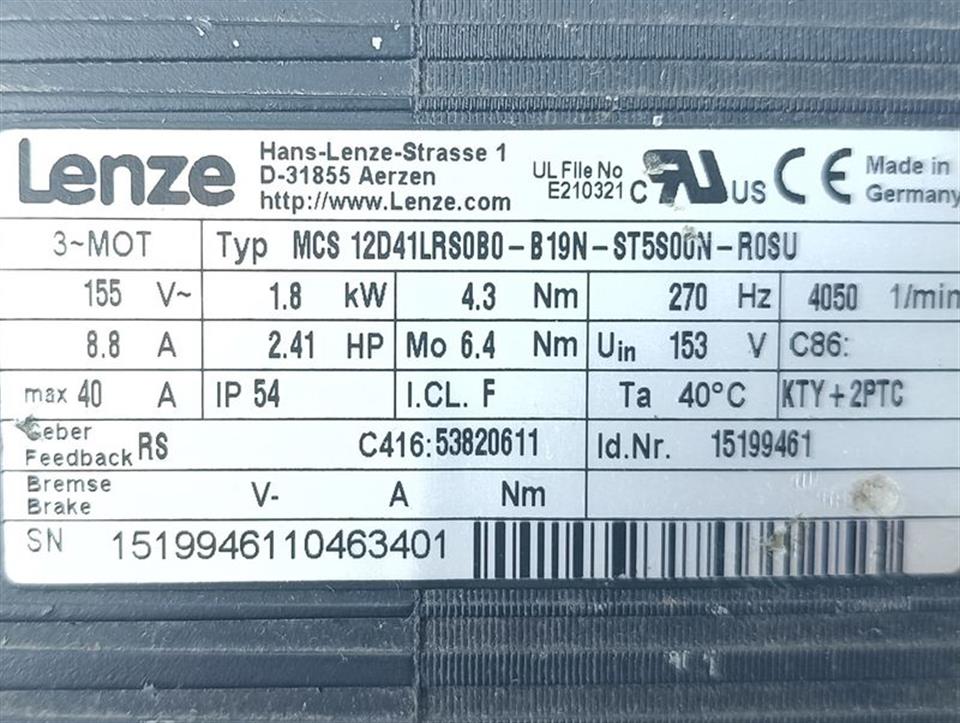 Lenze
Hans-Lenze-Strasse 1
D-31855 Aerzen
http://www.Lenze.com
UL File No
E210321
C RU US CE
Made in
Germany
3~MOT Typ MCS 12D41LRS0B0-B19N-ST5S00N-R0SU
155 V~ 1.8 kW 4.3 Nm 270 Hz 4050 1/min
8.8 A 2.41 HP Mo 6.4 Nm Uin 153 V C86:
max 40 A IP 54 I.CL. F Ta 40°C KTY+2PTC
Geber
Feedback RS C416:53820611 Id.Nr. 15199461
Bremse
Brake V- A Nm
SN 1519946110463401